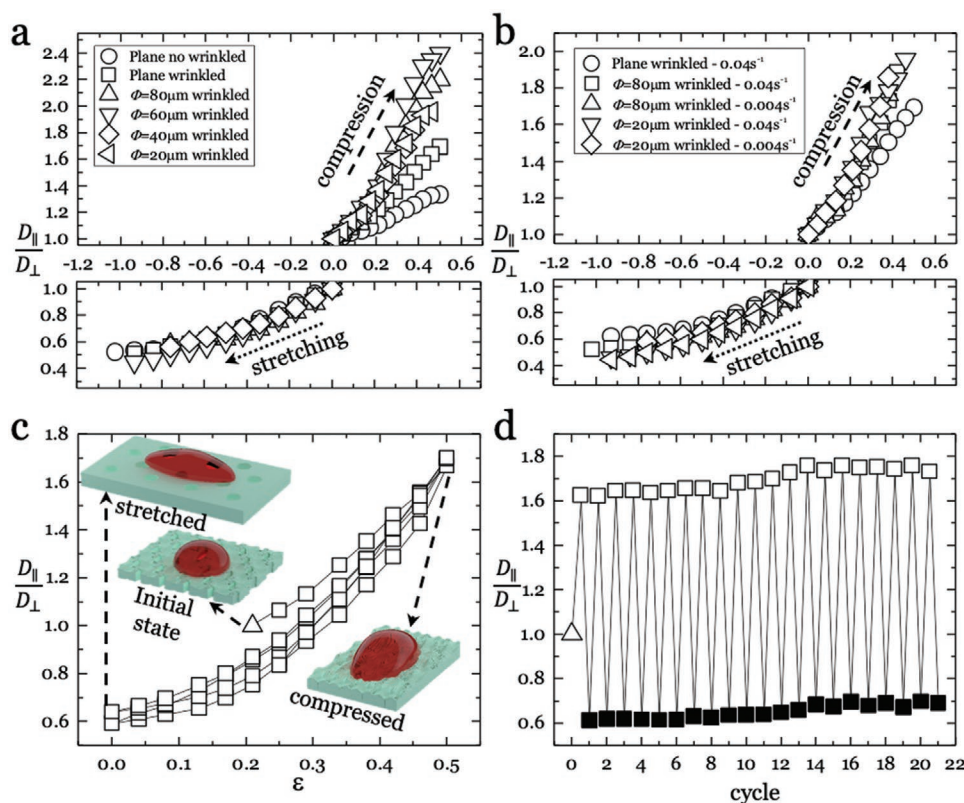 a
Plane no wrinkled
Plane wrinkled
Φ=80μm wrinkled
Φ=60μm wrinkled
Φ=40μm wrinkled
Φ=20μm wrinkled
compression
2.4
2.2
2.0
1.8
1.6
1.4
1.2
1.0
D∥
D⊥
-1.0 -0.8 -0.6 -0.4 -0.2 0.0 0.2 0.4 0.6
1.0
0.8
0.6
0.4
stretching
b
Plane wrinkled - 0.04s⁻¹
Φ=80μm wrinkled - 0.04s⁻¹
Φ=80μm wrinkled - 0.004s⁻¹
Φ=20μm wrinkled - 0.04s⁻¹
Φ=20μm wrinkled - 0.004s⁻¹
compression
2.0
1.8
1.6
1.4
1.2
1.0
D∥
D⊥
-1.0 -0.8 -0.6 -0.4 -0.2 0.0 0.2 0.4 0.6
1.0
0.8
0.6
0.4
stretching
c
1.8
1.6
1.4
1.2
1.0
0.8
0.6
D∥
D⊥
stretched
Initial
state
compressed
0.0 0.1 0.2 0.3 0.4 0.5
ε
d
1.8
1.6
1.4
1.2
1.0
0.8
0.6
D∥
D⊥
0 2 4 6 8 10 12 14 16 18 20 22
cycle